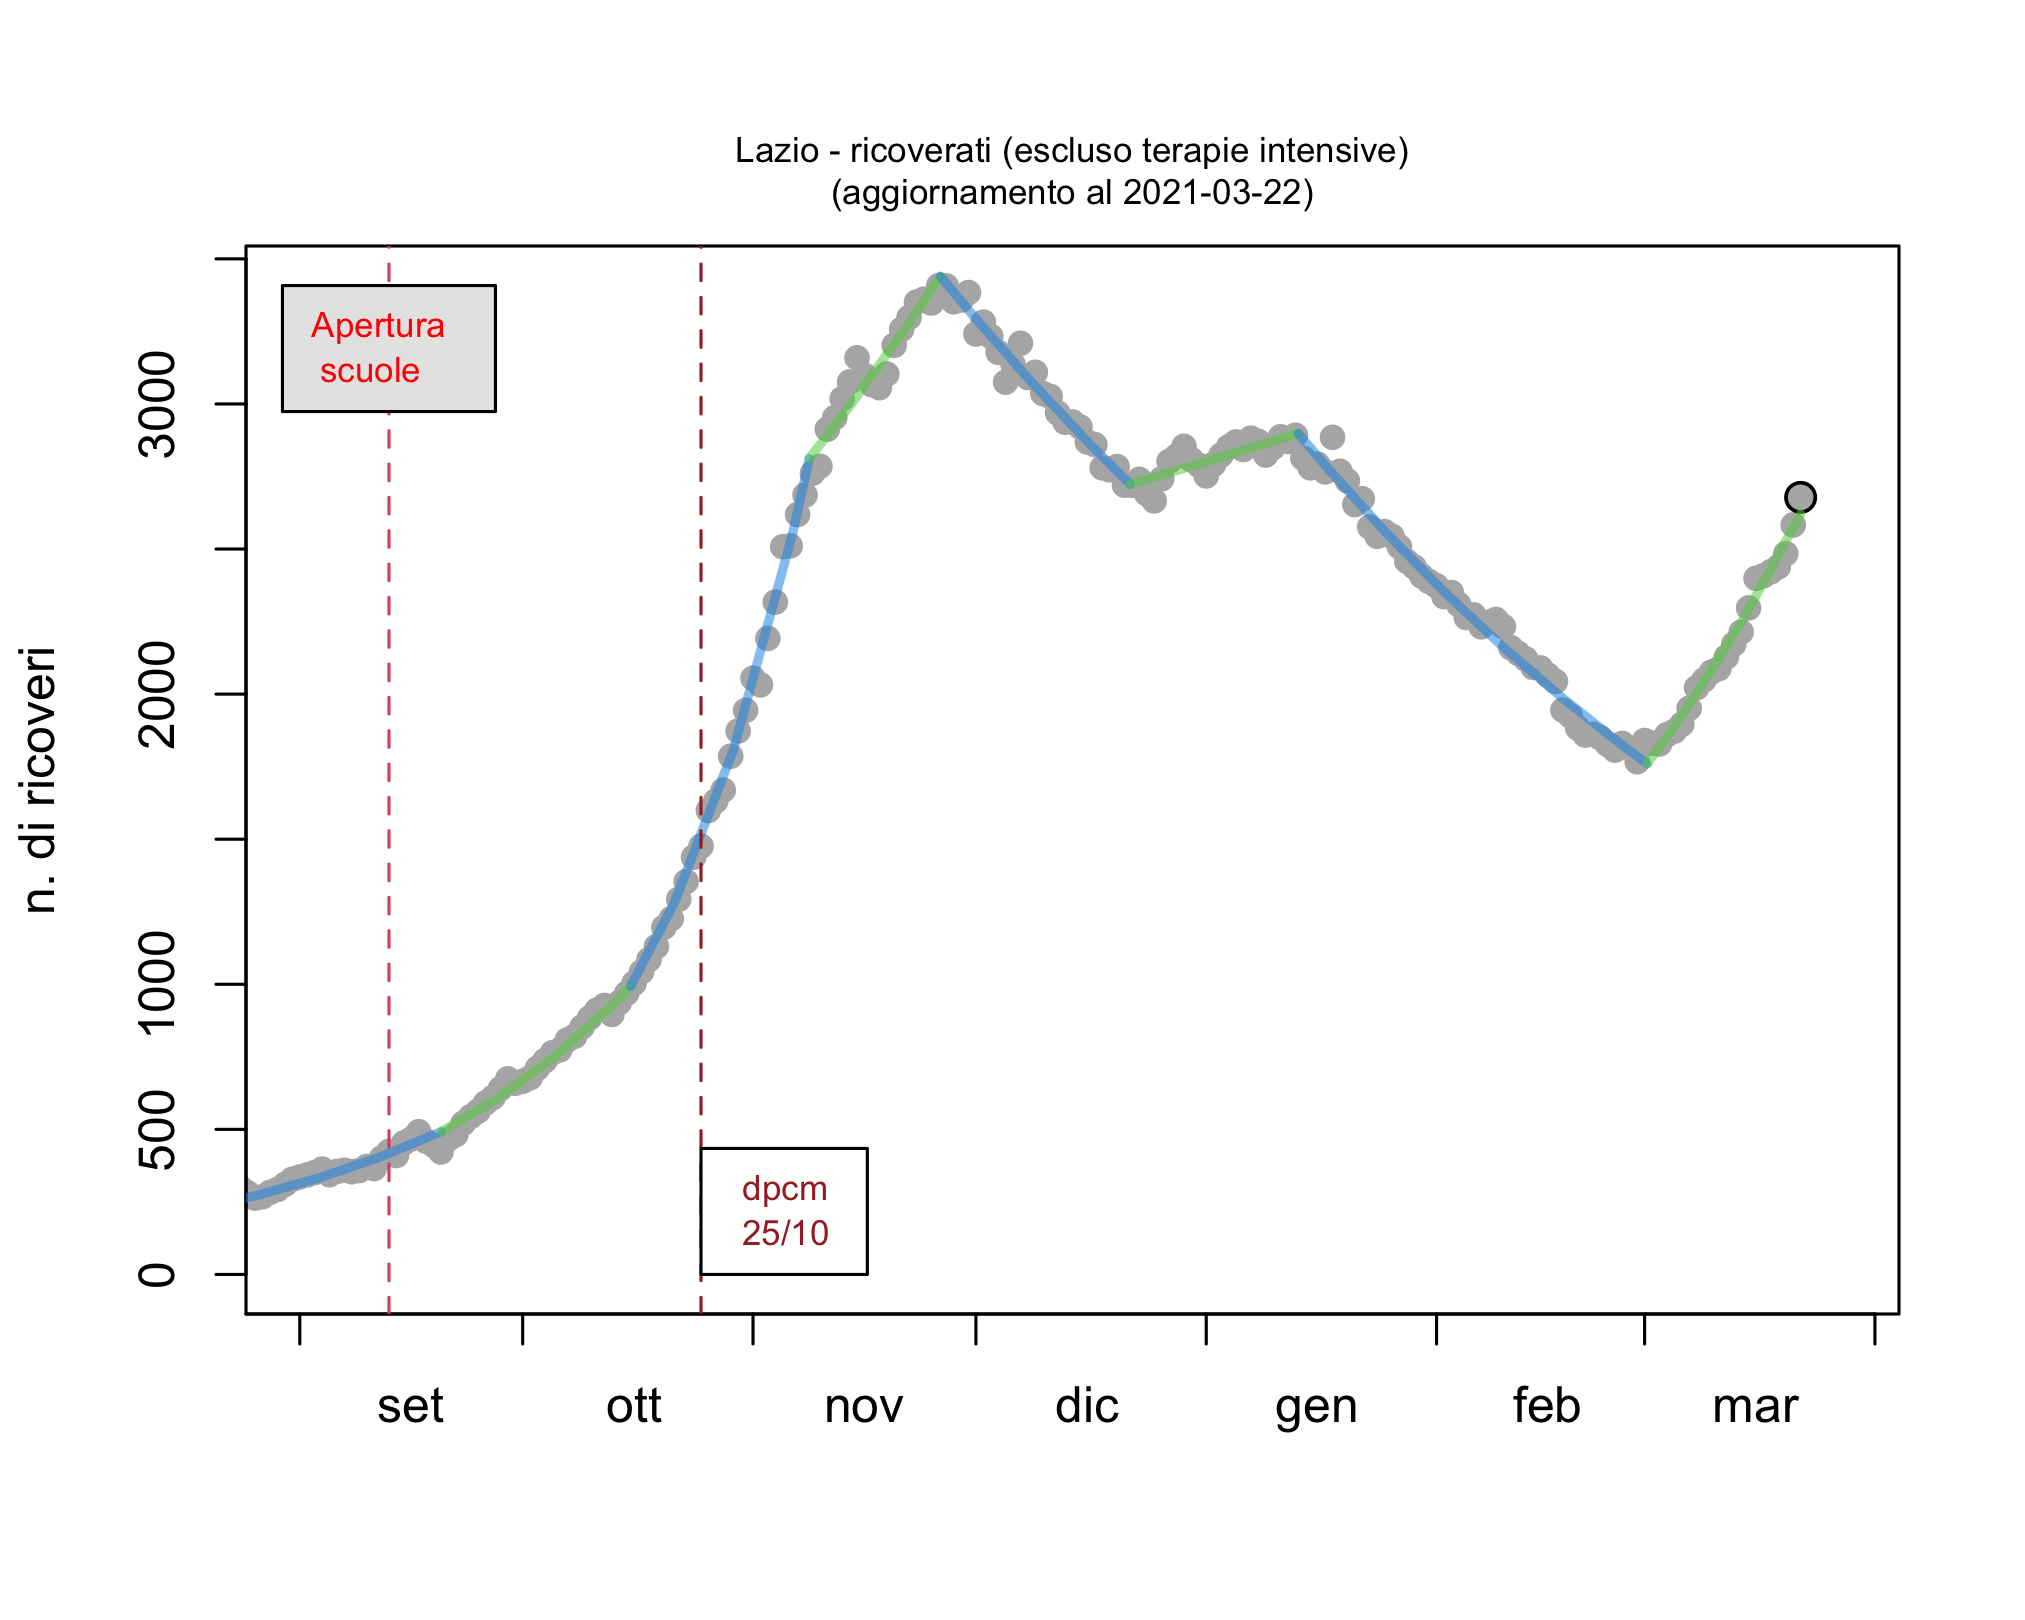 Lazio - ricoverati (escluso terapie intensive)
(aggiornamento al 2021-03-22)
Apertura
scuole
n. di ricoveri
3000
2000
1000
500
0
dpcm
25/10
set ott nov dic gen feb mar